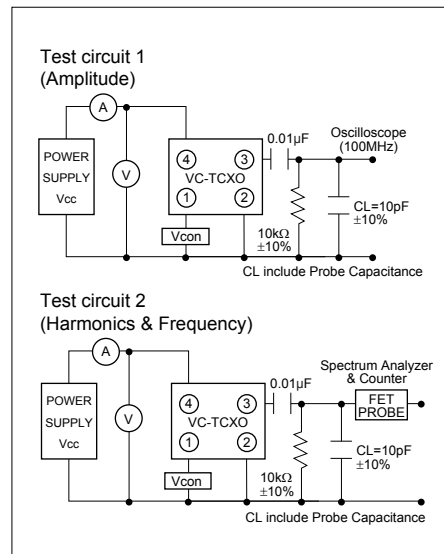 Test circuit 1
(Amplitude)
A
0.01µF
Oscilloscope
(100MHz)
POWER
SUPPLY
Vcc
V
4
3
VC-TCXO
1
2
Vcon
10kΩ
±10%
CL=10pF
±10%
CL include Probe Capacitance
Test circuit 2
(Harmonics & Frequency)
A
0.01µF
Spectrum Analyzer
& Counter
FET
PROBE
POWER
SUPPLY
Vcc
V
4
3
VC-TCXO
1
2
Vcon
10kΩ
±10%
CL=10pF
±10%
CL include Probe Capacitance